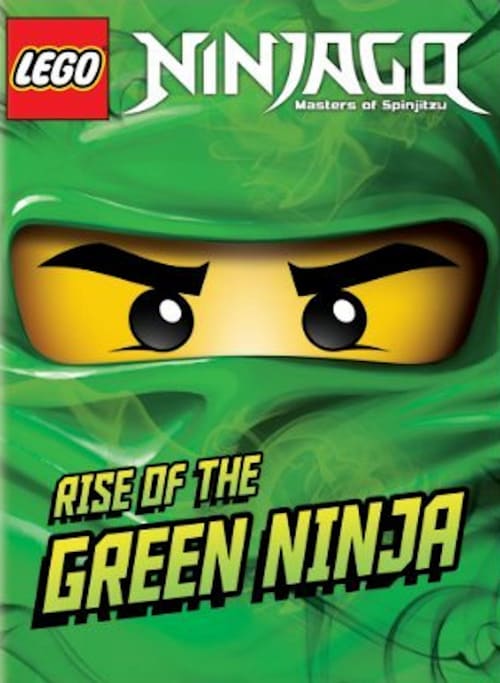 LEGO
NINJAGO
Masters of Spinjitzu
RISE OF THE
GREEN NINJA